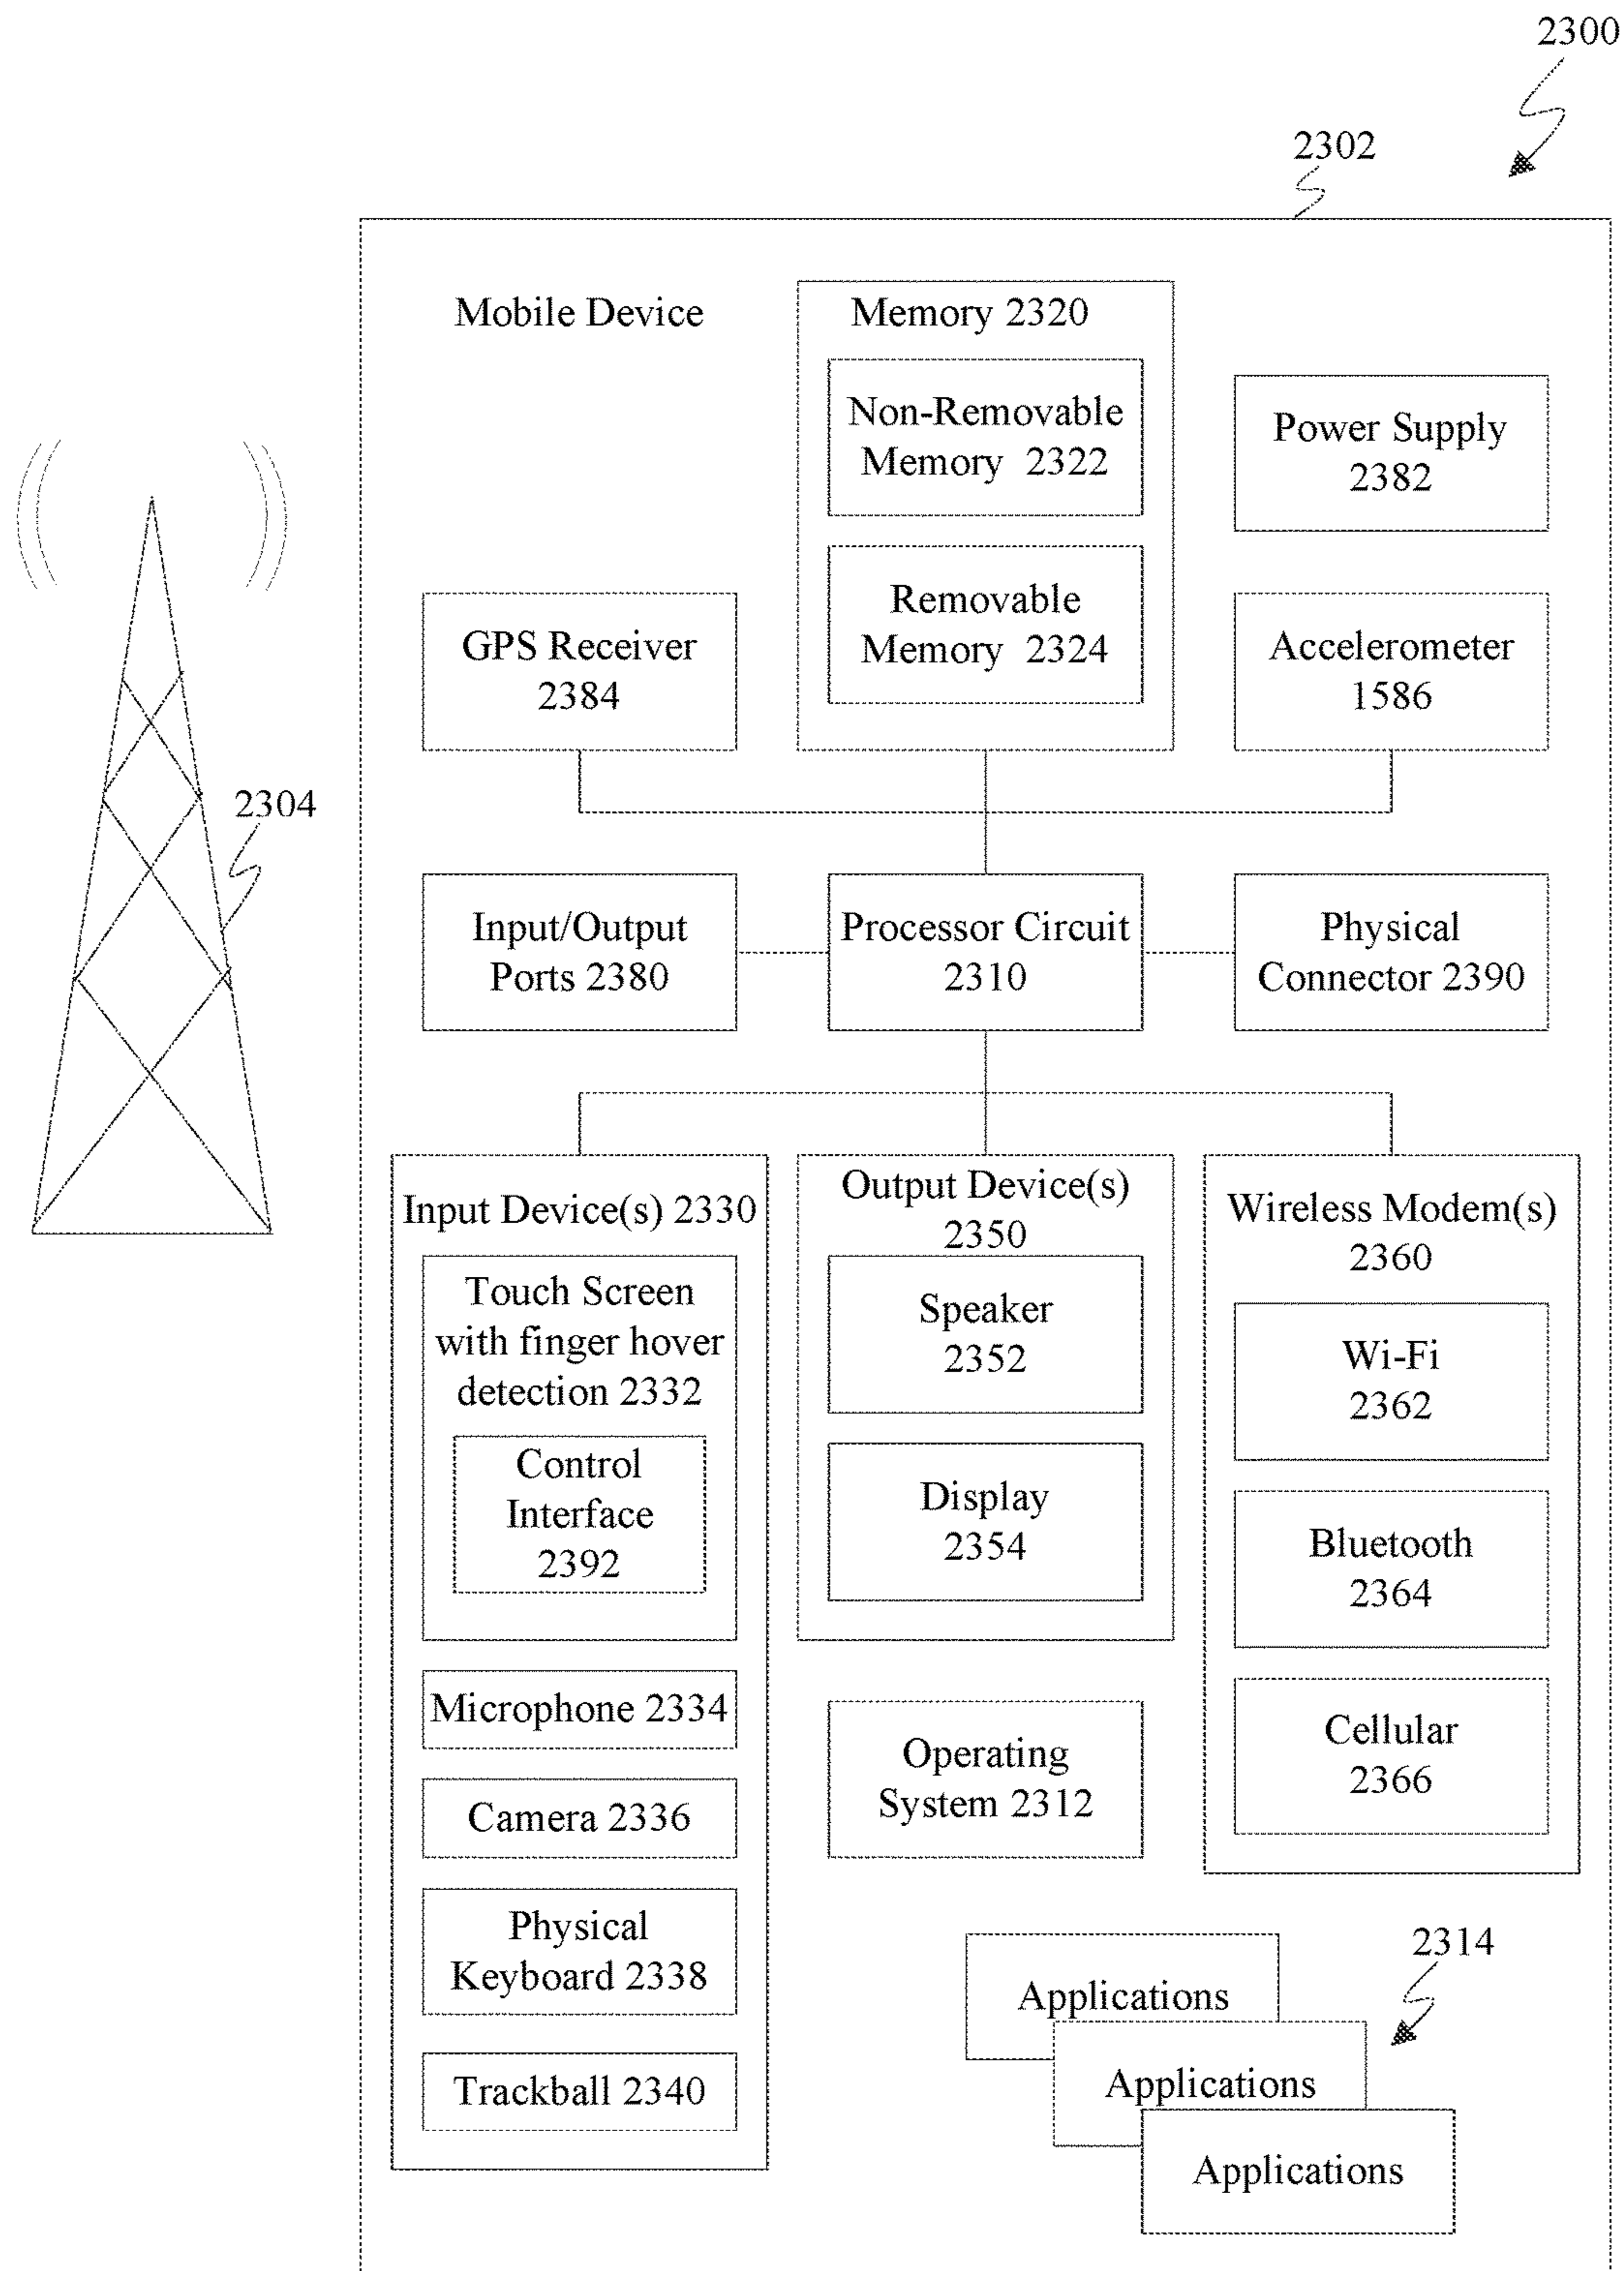 2300
2302
Mobile Device
Memory 2320
Non-Removable
Memory 2322
Power Supply
2382
Removable
Memory 2324
GPS Receiver
2384
Accelerometer
1586
2304
Input/Output
Ports 2380
Processor Circuit
2310
Physical
Connector 2390
Input Device(s) 2330
Touch Screen
with finger hover
detection 2332
Control
Interface
2392
Microphone 2334
Camera 2336
Physical
Keyboard 2338
Trackball 2340
Output Device(s)
2350
Speaker
2352
Display
2354
Operating
System 2312
Wireless Modem(s)
2360
Wi-Fi
2362
Bluetooth
2364
Cellular
2366
2314
Applications
Applications
Applications